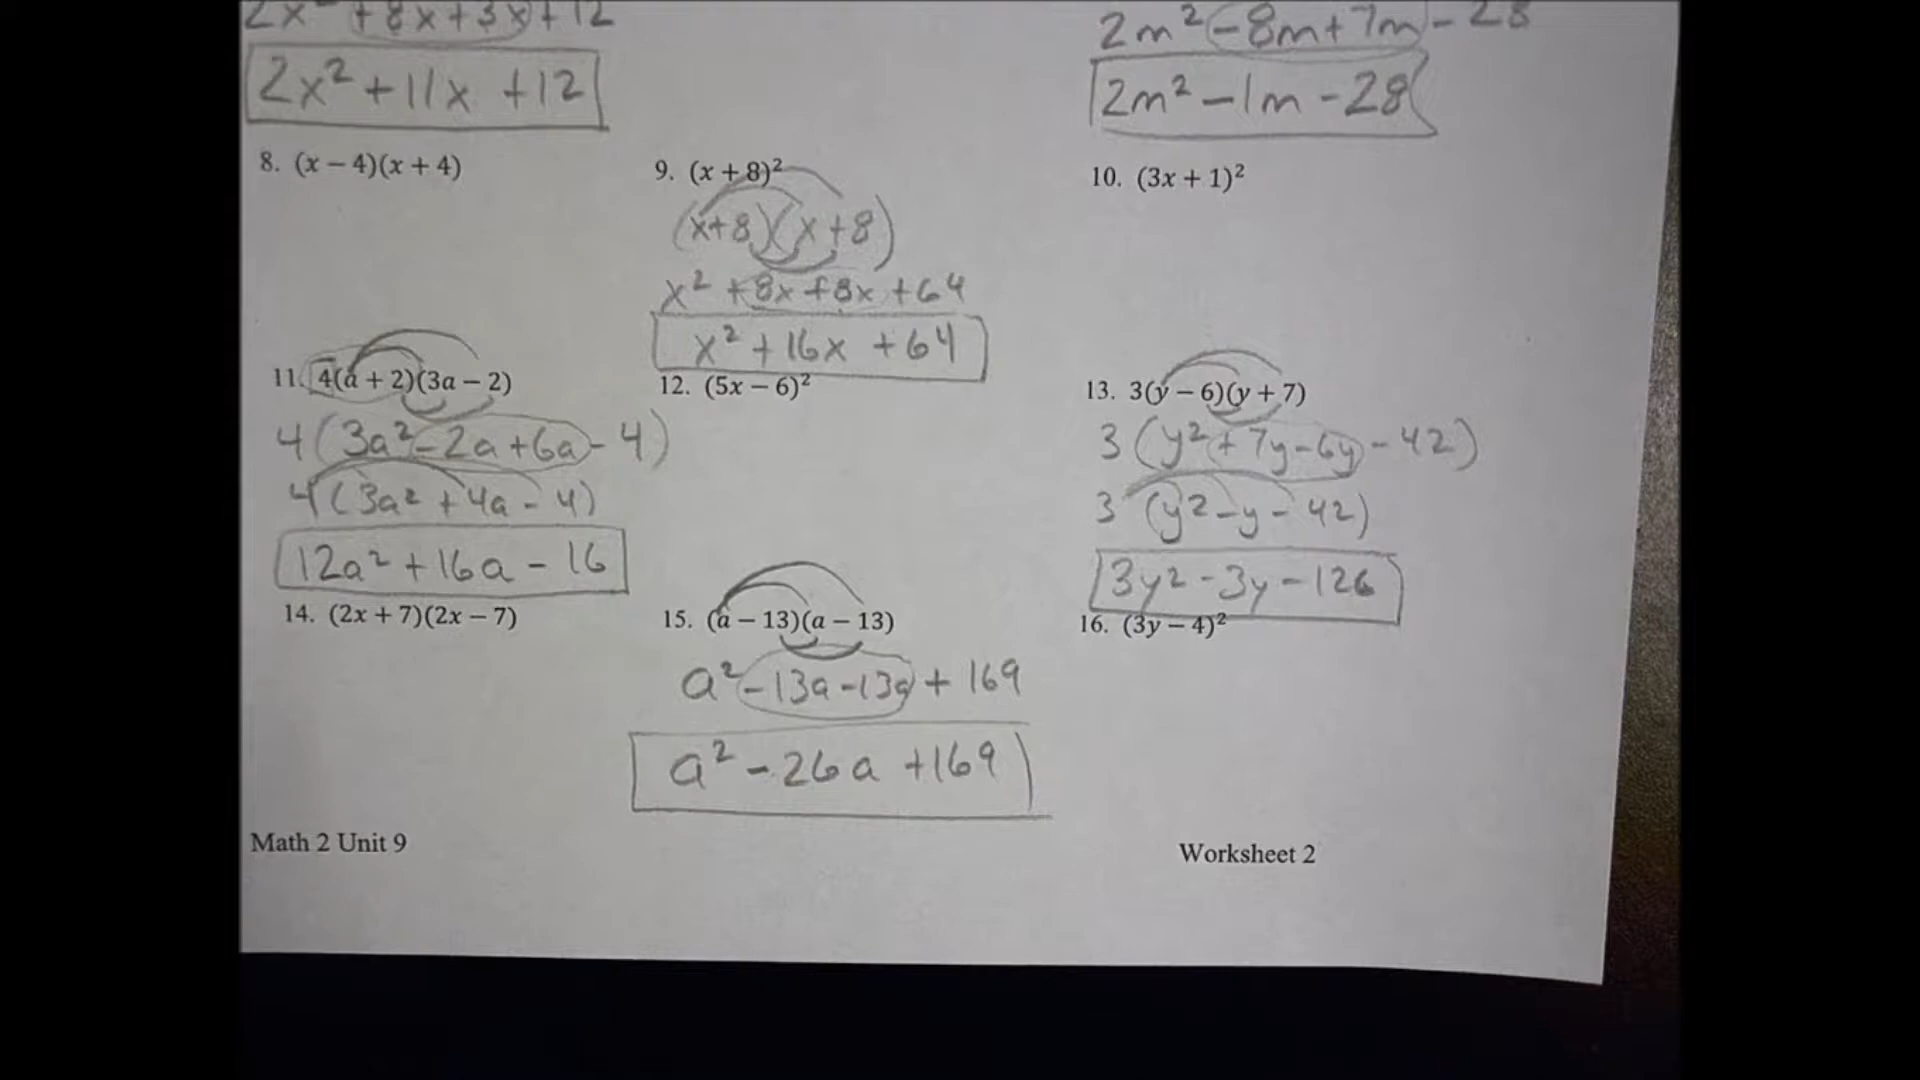 2x² + 8x + 3x + 12
2x² + 11x + 12
2m² - 8m + 7m - 28
2m² - 1m - 28
8. (x − 4)(x + 4)
9. (x + 8)²
(x+8)(x+8)
x² + 8x + 8x + 64
x² + 16x + 64
10. (3x + 1)²
11. 4(a + 2)(3a − 2)
4(3a² - 2a + 6a - 4)
4(3a² + 4a - 4)
12a² + 16a - 16
12. (5x − 6)²
13. 3(y − 6)(y + 7)
3(y² + 7y - 6y - 42)
3(y² - y - 42)
3y² - 3y - 126
14. (2x + 7)(2x − 7)
15. (a − 13)(a − 13)
a² - 13a - 13a + 169
a² - 26a + 169
16. (3y − 4)²
Math 2 Unit 9
Worksheet 2